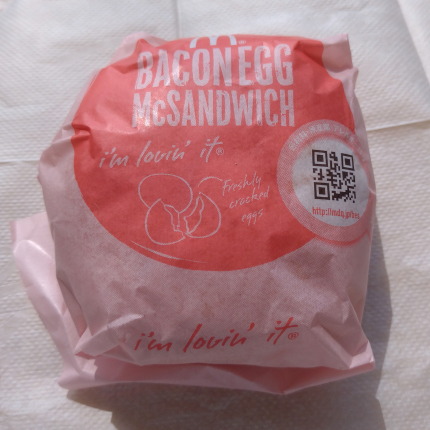 BACON EGG
McSANDWICH
i'm lovin' it®
Freshly
cracked
eggs
i'm lovin' it®